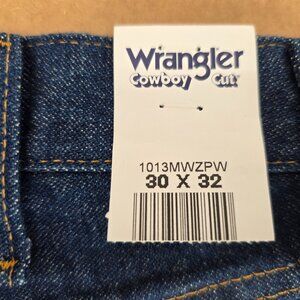 Wrangler
Cowboy Cut
1013MWZPW
30 X 32